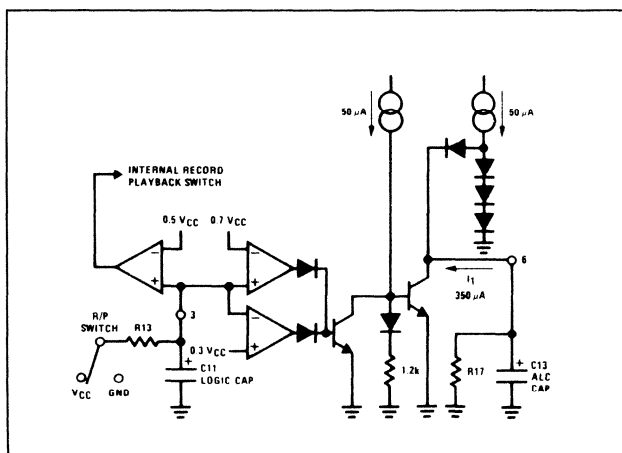 50 μA
50 μA
INTERNAL RECORD
PLAYBACK SWITCH
0.5 VCC
0.7 VCC
−
+
−
+
−
+
6
I1
350 μA
R/P
SWITCH
R13
3
0.3 VCC
+
C11
LOGIC CAP
VCC
GND
1.2k
R17
+
C13
ALC
CAP